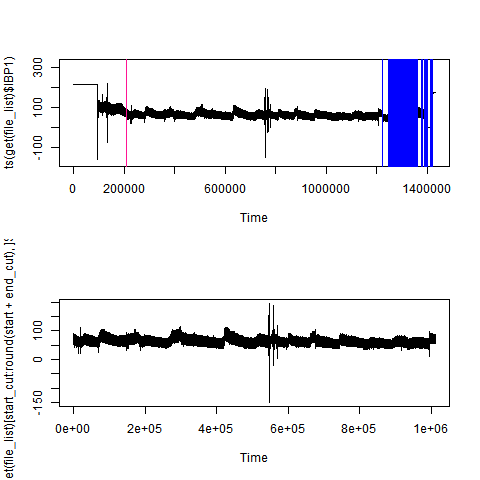 ts(get(file_list)$IBP1)
300
100
-100
0
200000
600000
1000000
1400000
Time
et(file_list)[start_cut:round(start + end_cut), ]$
100
0
-150
0e+00
2e+05
4e+05
6e+05
8e+05
1e+06
Time